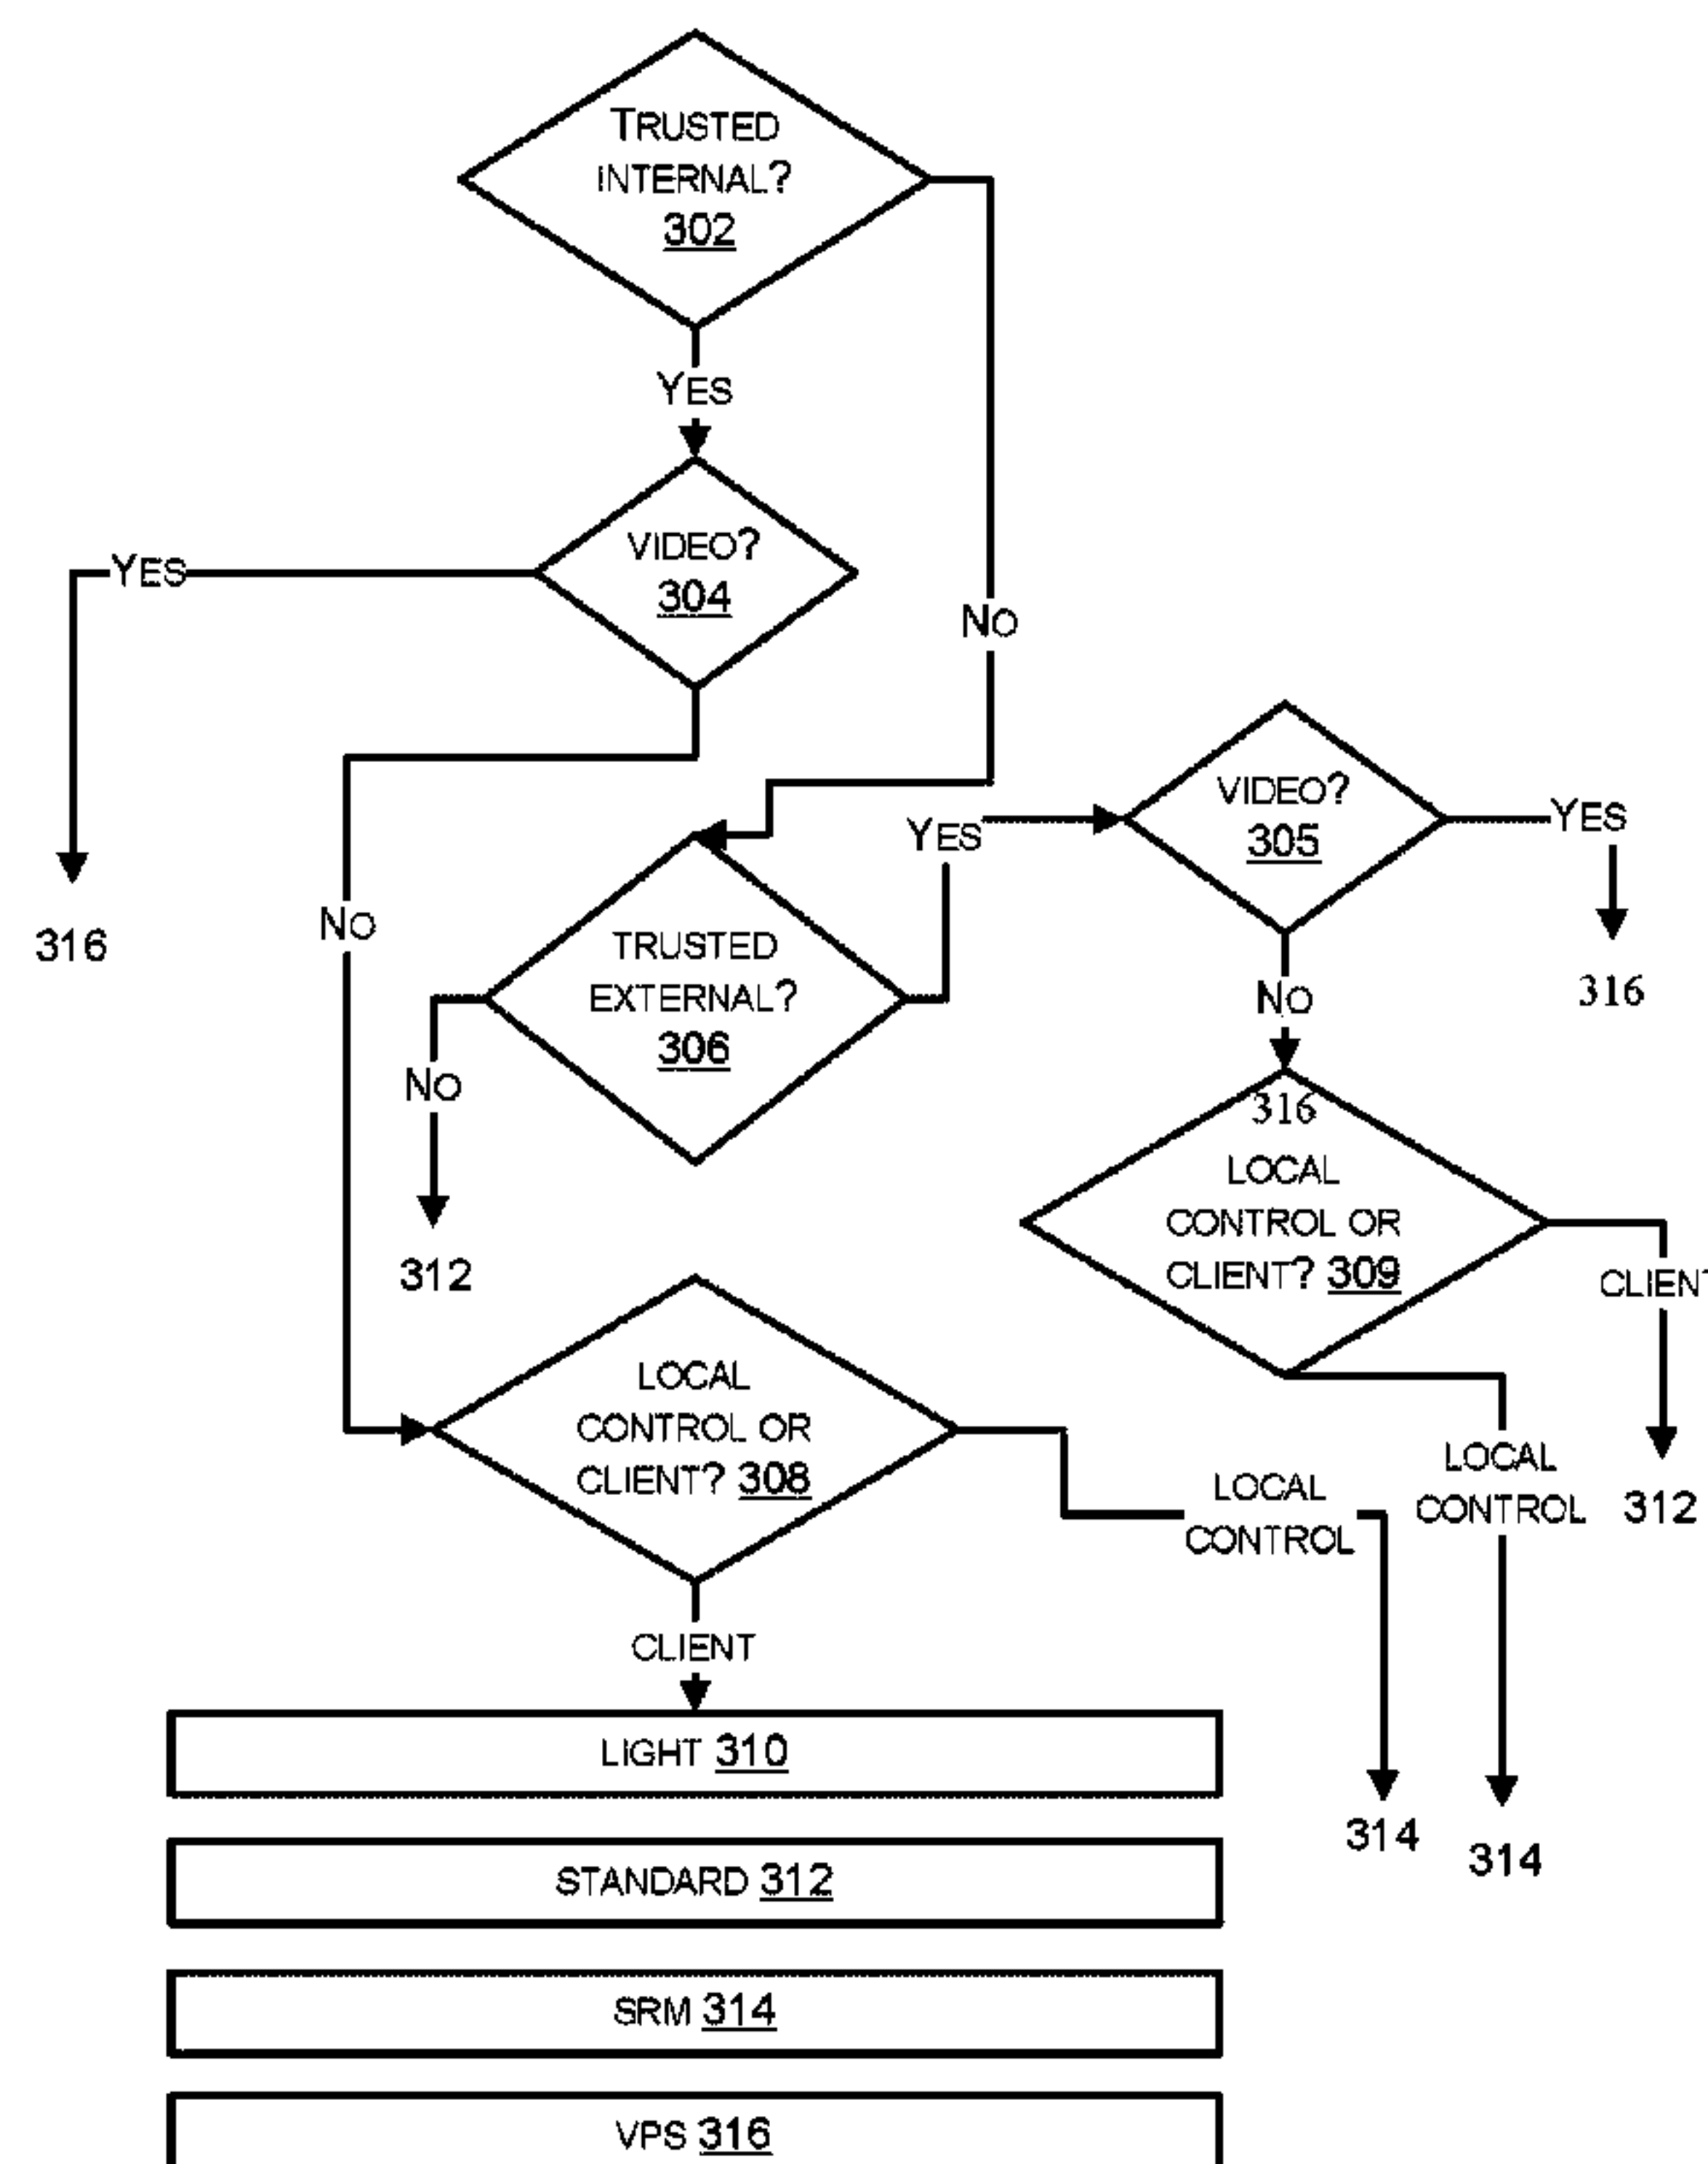 TRUSTED
INTERNAL?
302
YES
VIDEO?
304
YES
NO
316
NO
TRUSTED
EXTERNAL?
306
YES
NO
312
VIDEO?
305
YES
316
NO
316
LOCAL
CONTROL OR
CLIENT? 309
CLIENT
312
LOCAL
CONTROL
314
LOCAL
CONTROL OR
CLIENT? 308
LOCAL
CONTROL
314
CLIENT
LIGHT 310
STANDARD 312
SRM 314
VPS 316